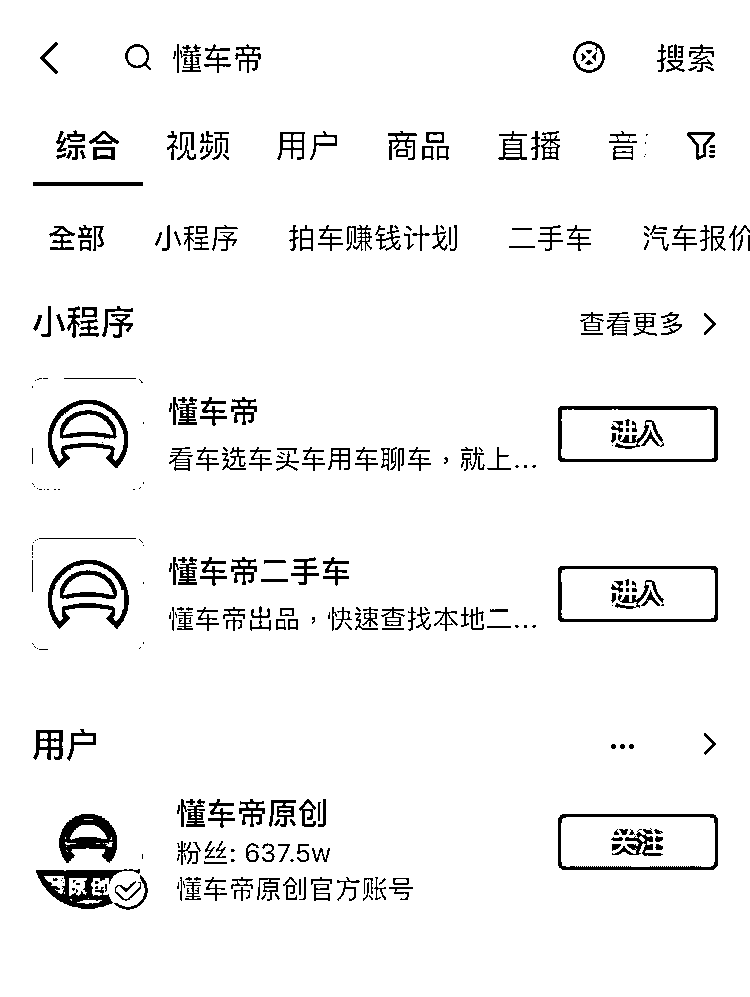 懂车帝 搜索
综合 视频 用户 商品 直播 音
全部 小程序 拍车赚钱计划 二手车 汽车报价
小程序 查看更多
懂车帝
看车选车买车用车聊车，就上...
进入
懂车帝二手车
懂车帝出品，快速查找本地二...
进入
用户 ...
懂车帝原创
粉丝: 637.5w
懂车帝原创官方账号
关注
原创